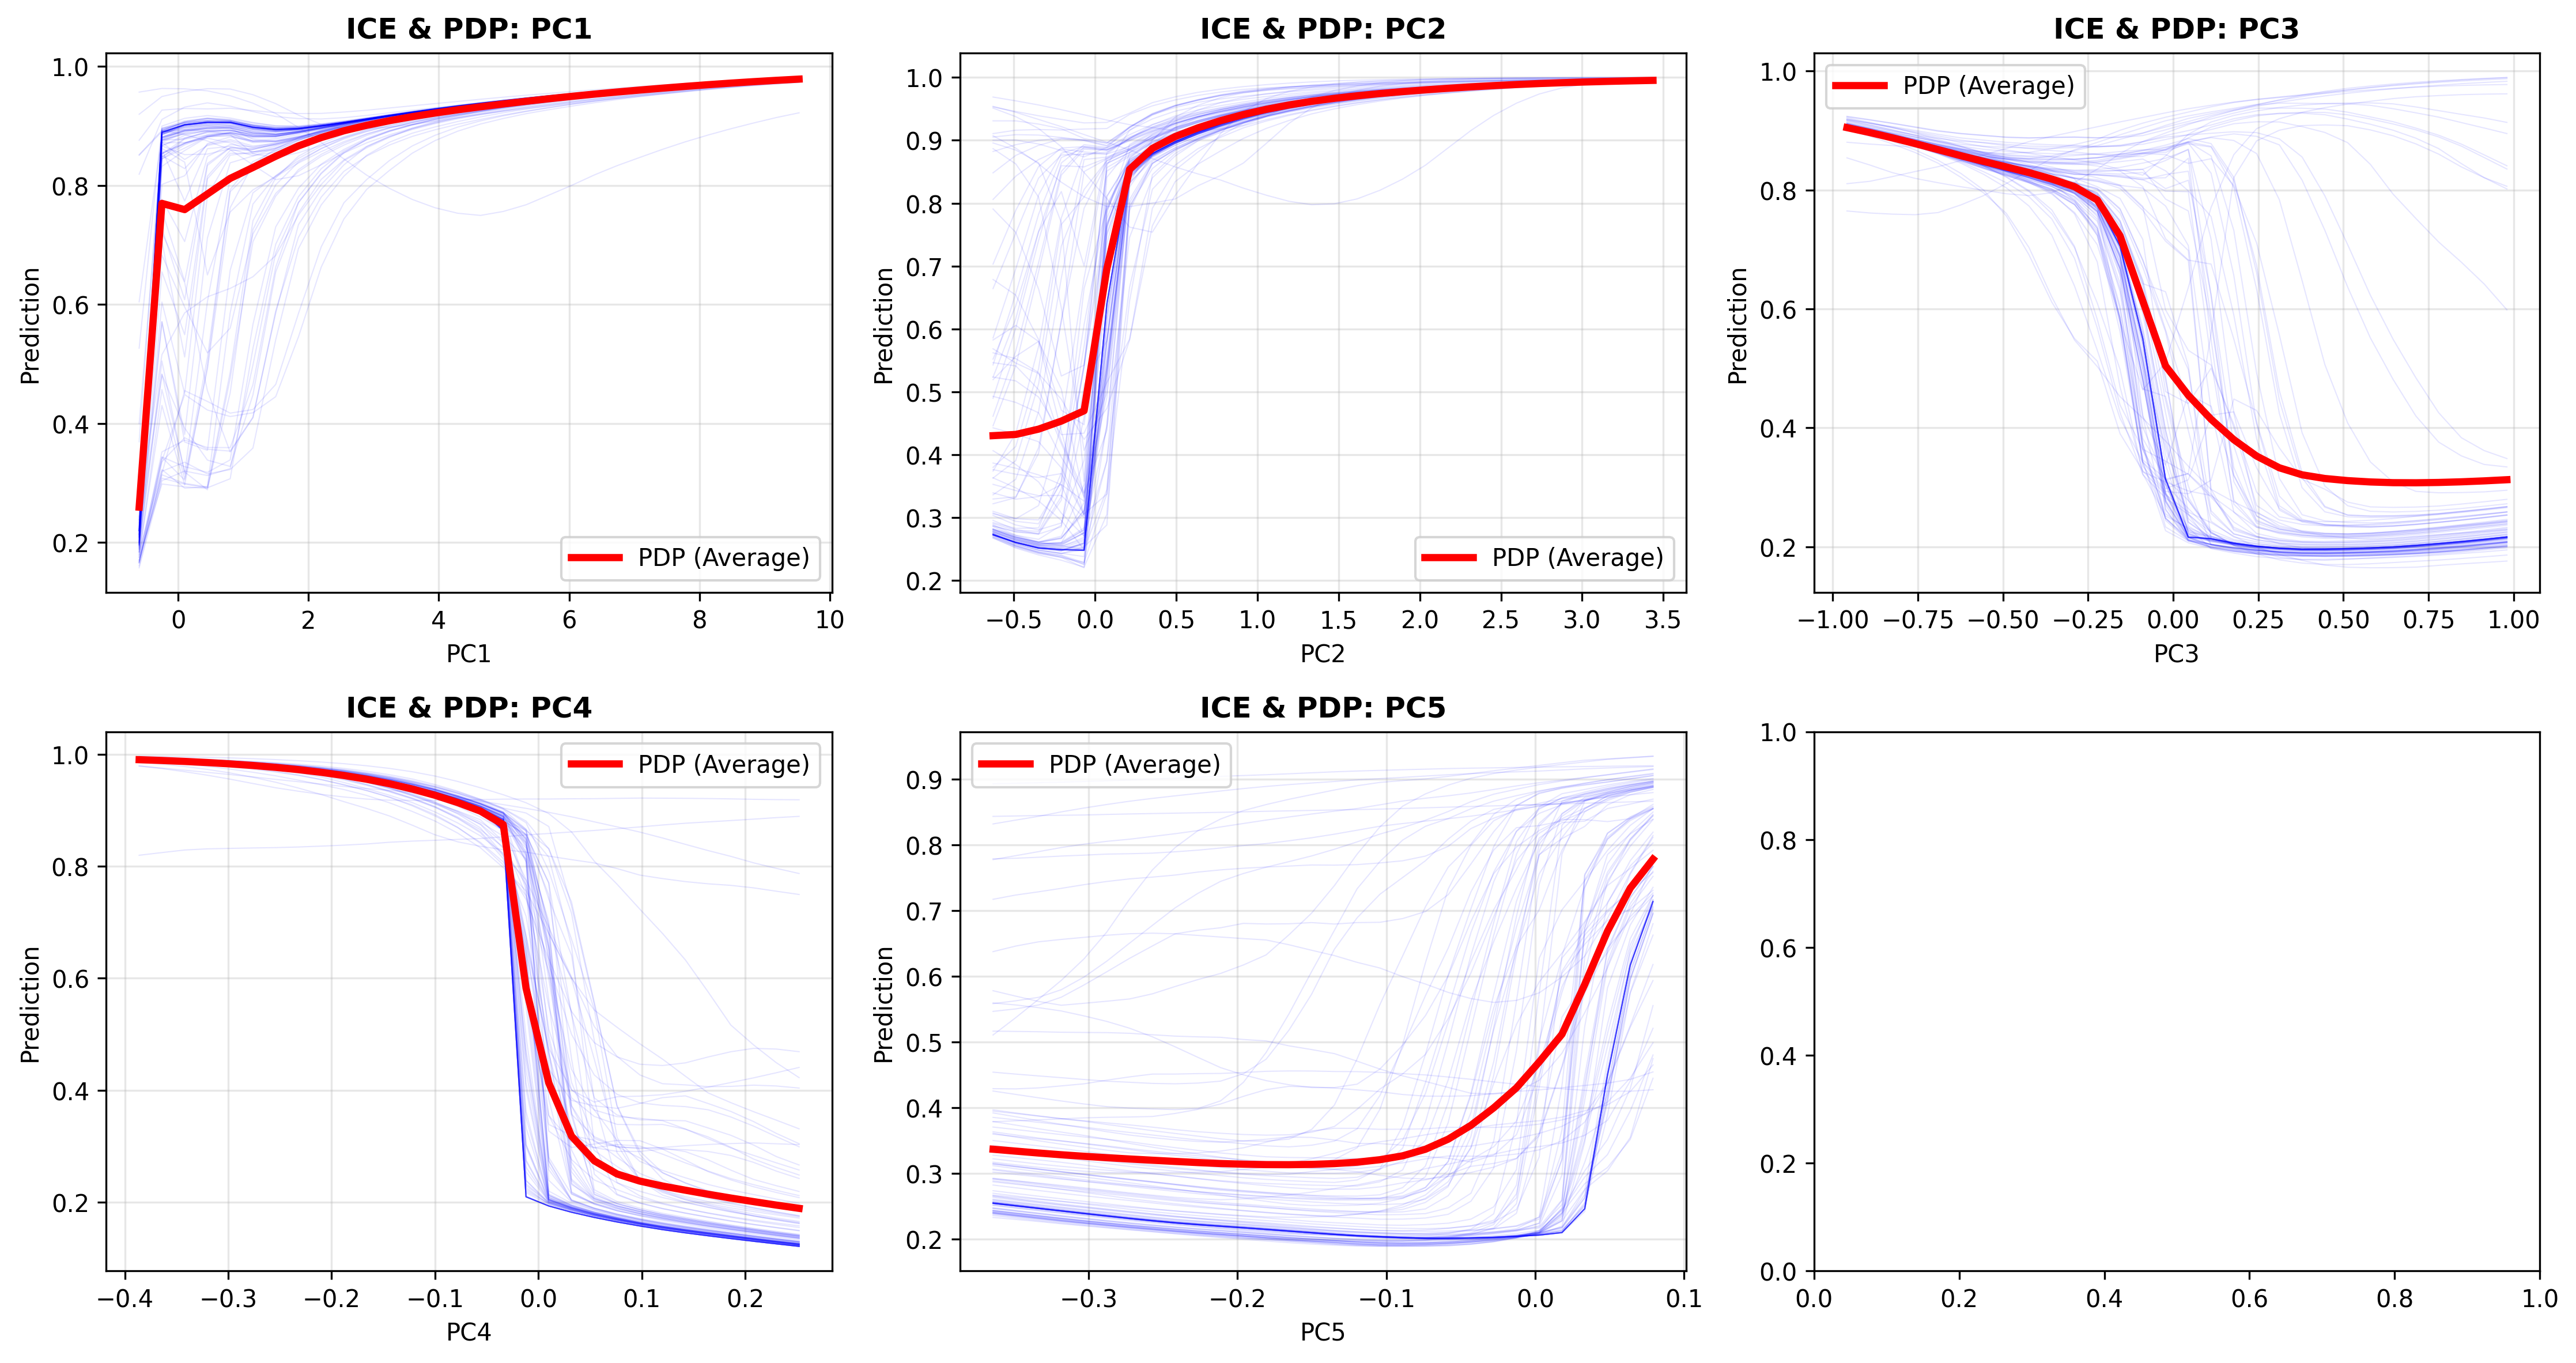 ICE & PDP: PC1
1.0
0.8
0.6
0.4
0.2
Prediction
PDP (Average)
0 2 4 6 8 10
PC1
ICE & PDP: PC2
1.0
0.9
0.8
0.7
0.6
0.5
0.4
0.3
0.2
Prediction
PDP (Average)
−0.5 0.0 0.5 1.0 1.5 2.0 2.5 3.0 3.5
PC2
ICE & PDP: PC3
PDP (Average)
1.0
0.8
0.6
0.4
0.2
Prediction
−1.00 −0.75 −0.50 −0.25 0.00 0.25 0.50 0.75 1.00
PC3
ICE & PDP: PC4
PDP (Average)
1.0
0.8
0.6
0.4
0.2
Prediction
−0.4 −0.3 −0.2 −0.1 0.0 0.1 0.2
PC4
ICE & PDP: PC5
PDP (Average)
0.9
0.8
0.7
0.6
0.5
0.4
0.3
0.2
Prediction
−0.3 −0.2 −0.1 0.0 0.1
PC5
1.0
0.8
0.6
0.4
0.2
0.0
0.0 0.2 0.4 0.6 0.8 1.0